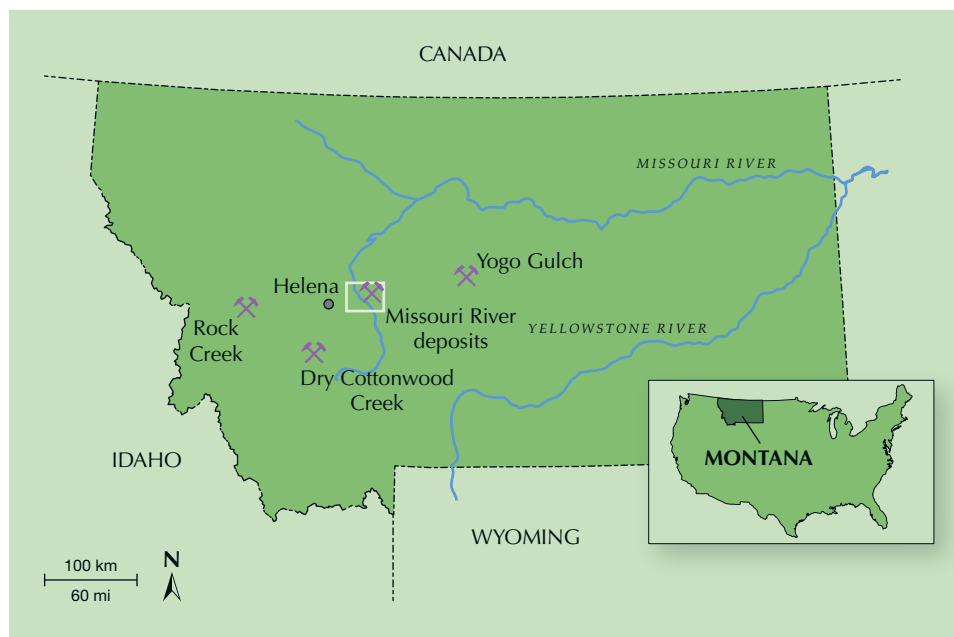 CANADA
MISSOURI RIVER
Yogo Gulch
Helena
Missouri River
deposits
Rock
Creek
YELLOWSTONE RIVER
Dry Cottonwood
Creek
IDAHO
MONTANA
WYOMING
100 km
60 mi
N